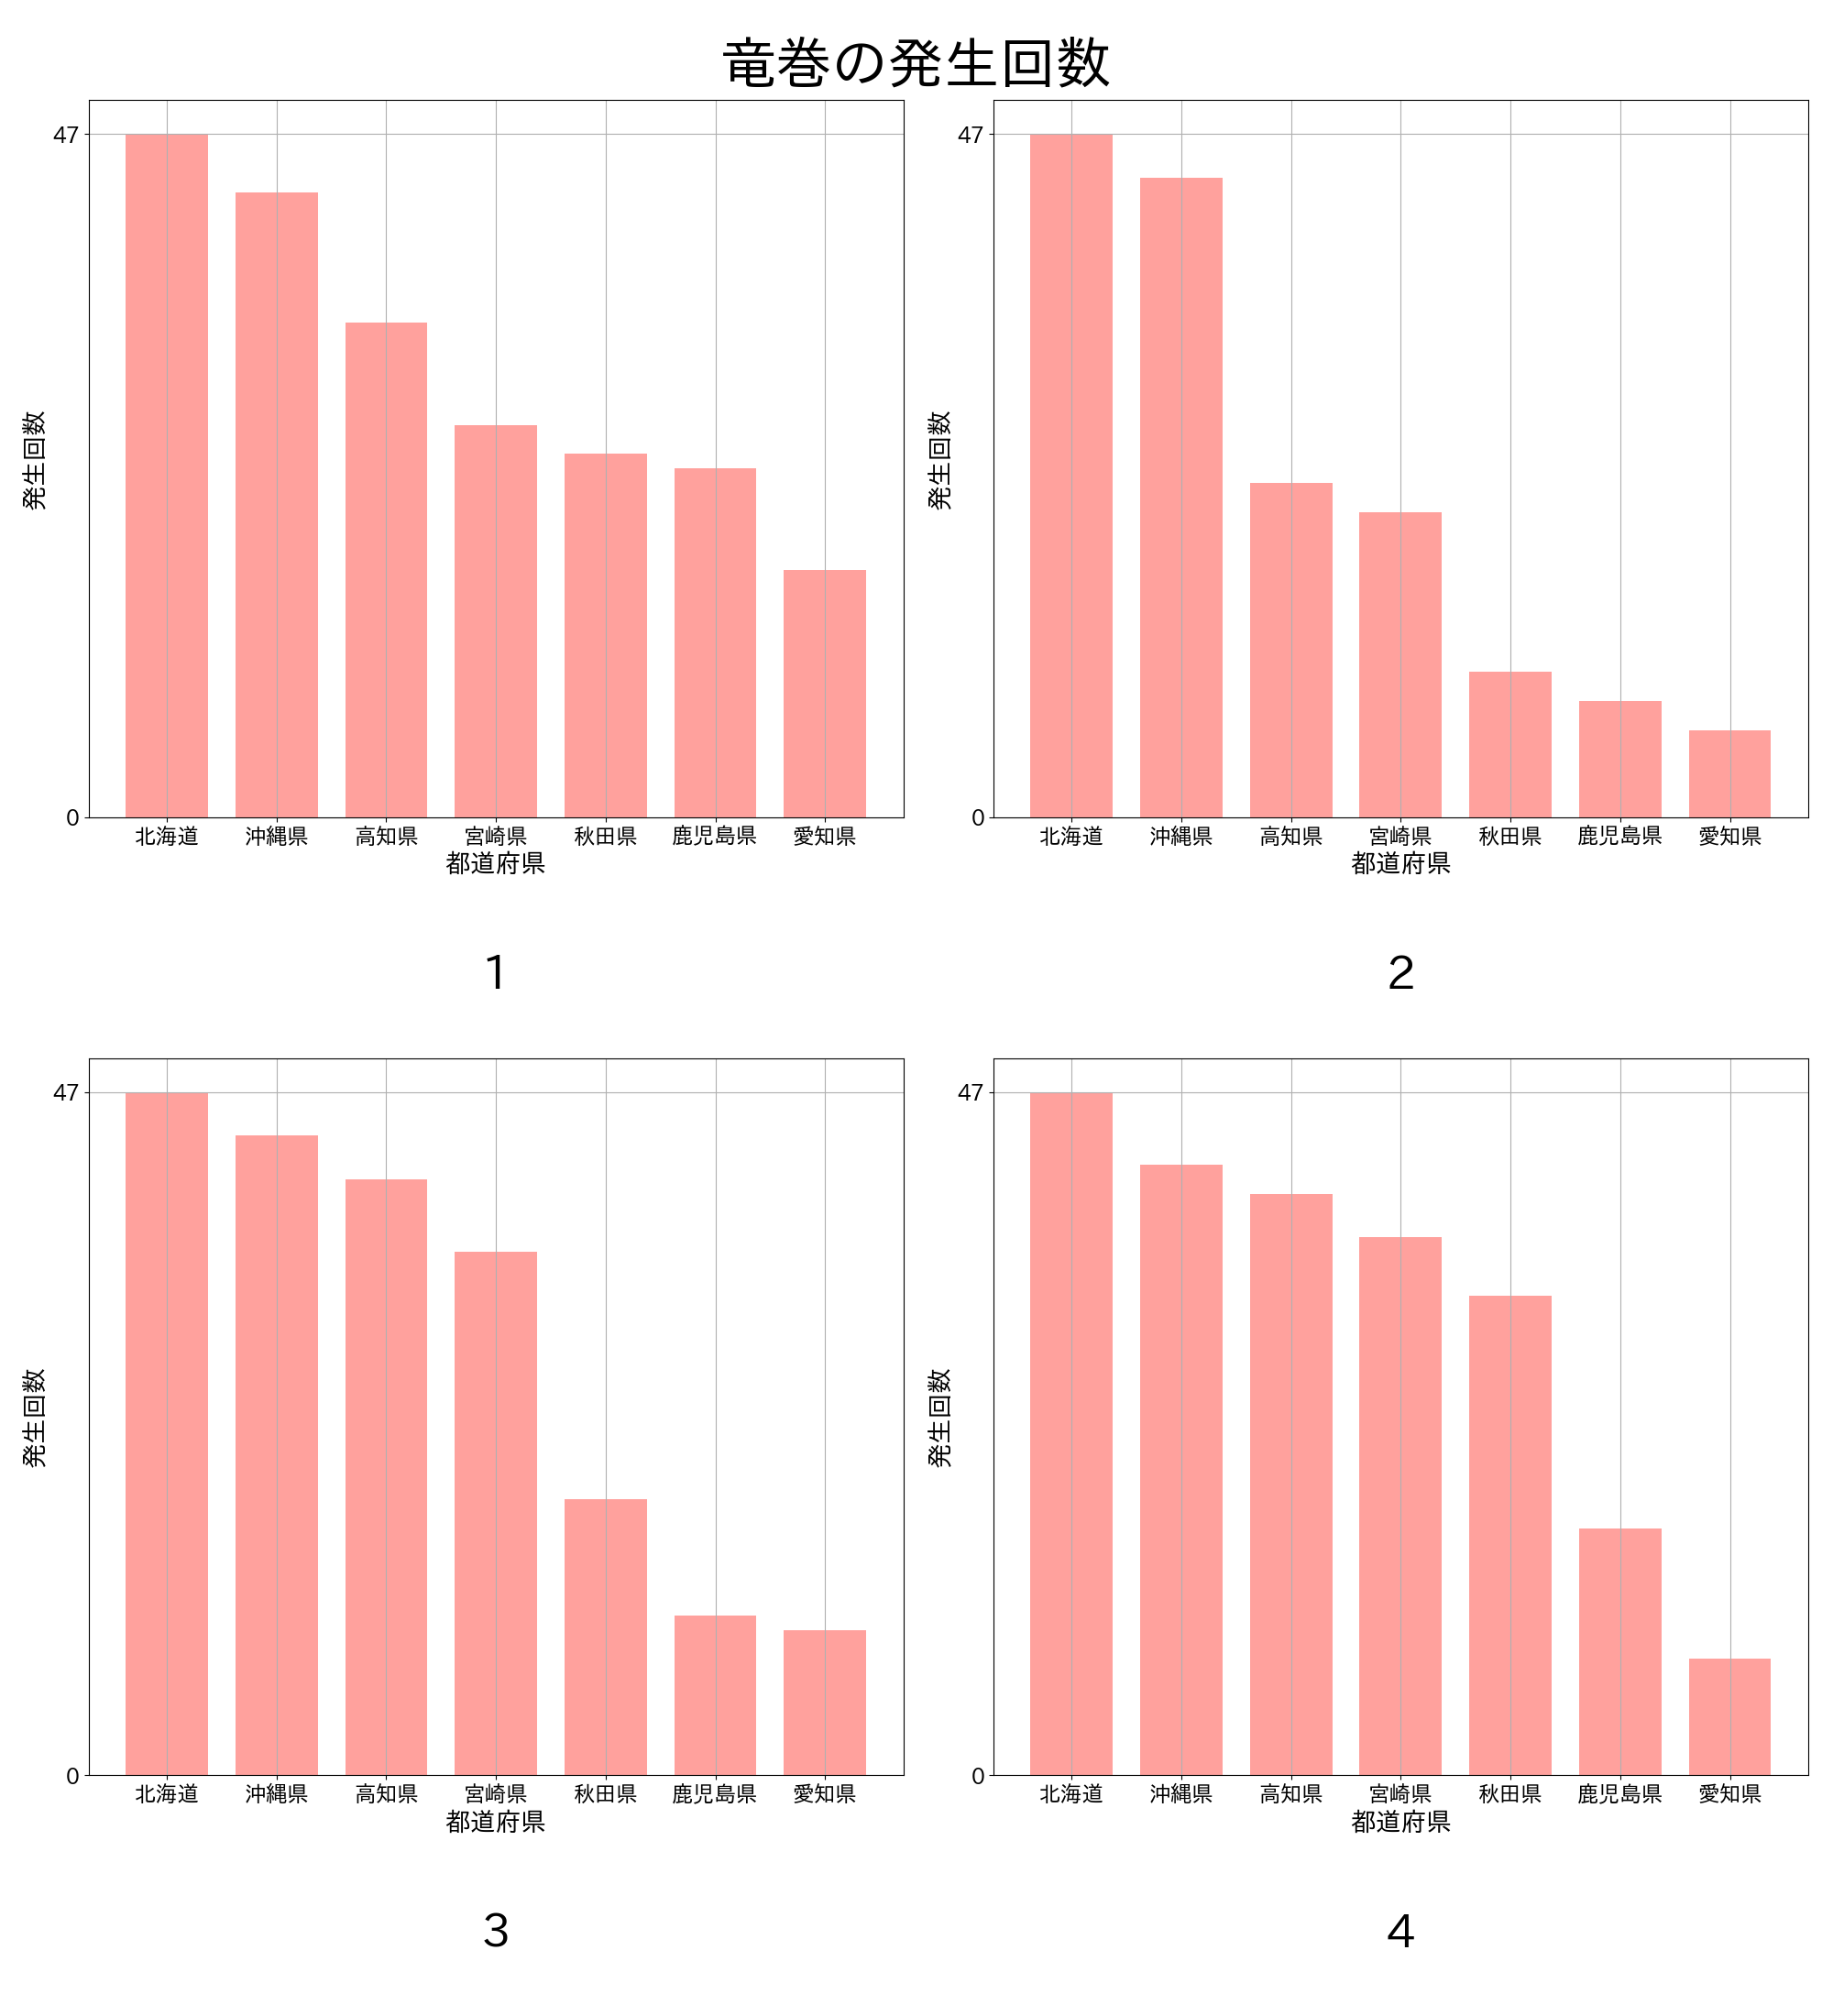 竜巻の発生回数
47
0
発生回数
北海道 沖縄県 高知県 宮崎県 秋田県 鹿児島県 愛知県
都道府県
1
47
0
発生回数
北海道 沖縄県 高知県 宮崎県 秋田県 鹿児島県 愛知県
都道府県
2
47
0
発生回数
北海道 沖縄県 高知県 宮崎県 秋田県 鹿児島県 愛知県
都道府県
3
47
0
発生回数
北海道 沖縄県 高知県 宮崎県 秋田県 鹿児島県 愛知県
都道府県
4